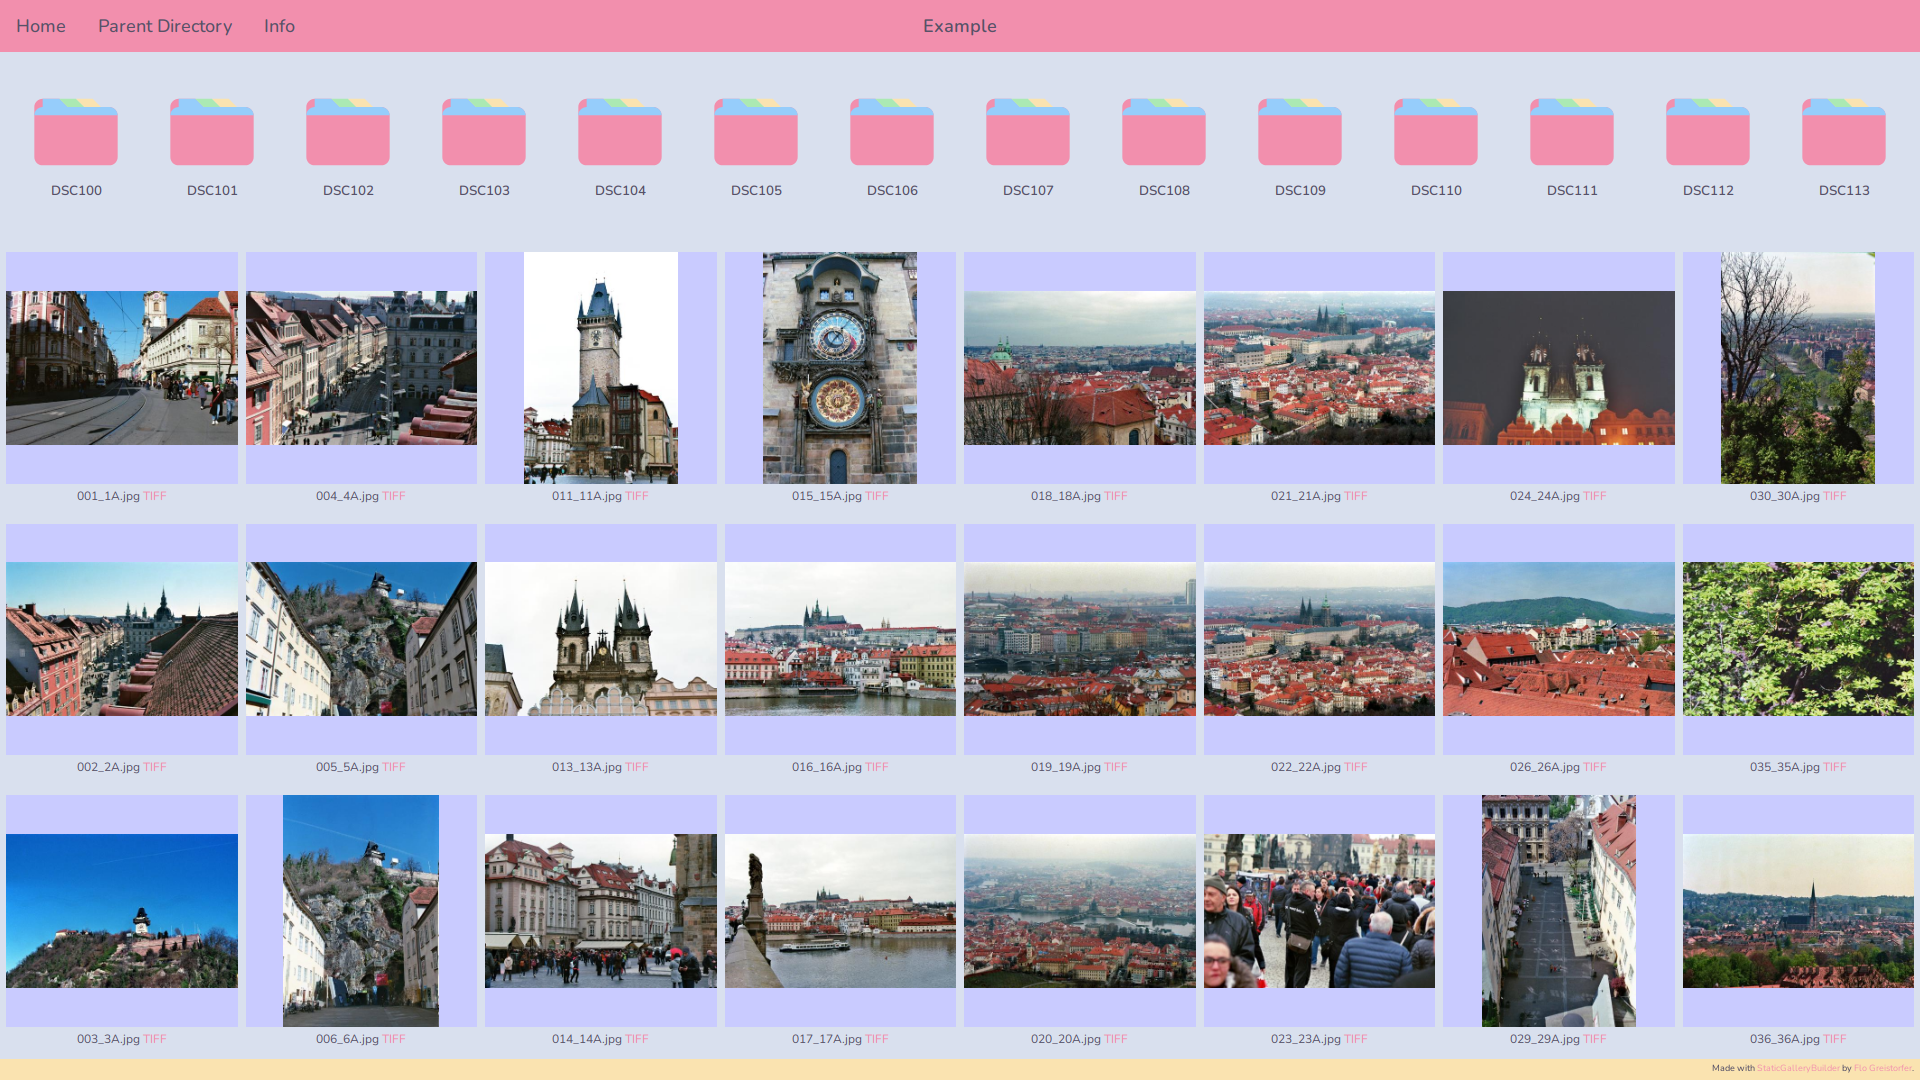 Home Parent Directory Info Example
DSC100 DSC101 DSC102 DSC103 DSC104 DSC105 DSC106 DSC107 DSC108 DSC109 DSC110 DSC111 DSC112 DSC113
001_1A.jpg TIFF 004_4A.jpg TIFF 011_11A.jpg TIFF 015_15A.jpg TIFF 018_18A.jpg TIFF 021_21A.jpg TIFF 024_24A.jpg TIFF 030_30A.jpg TIFF
002_2A.jpg TIFF 005_5A.jpg TIFF 013_13A.jpg TIFF 016_16A.jpg TIFF 019_19A.jpg TIFF 022_22A.jpg TIFF 026_26A.jpg TIFF 035_35A.jpg TIFF
003_3A.jpg TIFF 006_6A.jpg TIFF 014_14A.jpg TIFF 017_17A.jpg TIFF 020_20A.jpg TIFF 023_23A.jpg TIFF 029_29A.jpg TIFF 036_36A.jpg TIFF
Made with StaticGalleryBuilder by Flo Greistorfer.